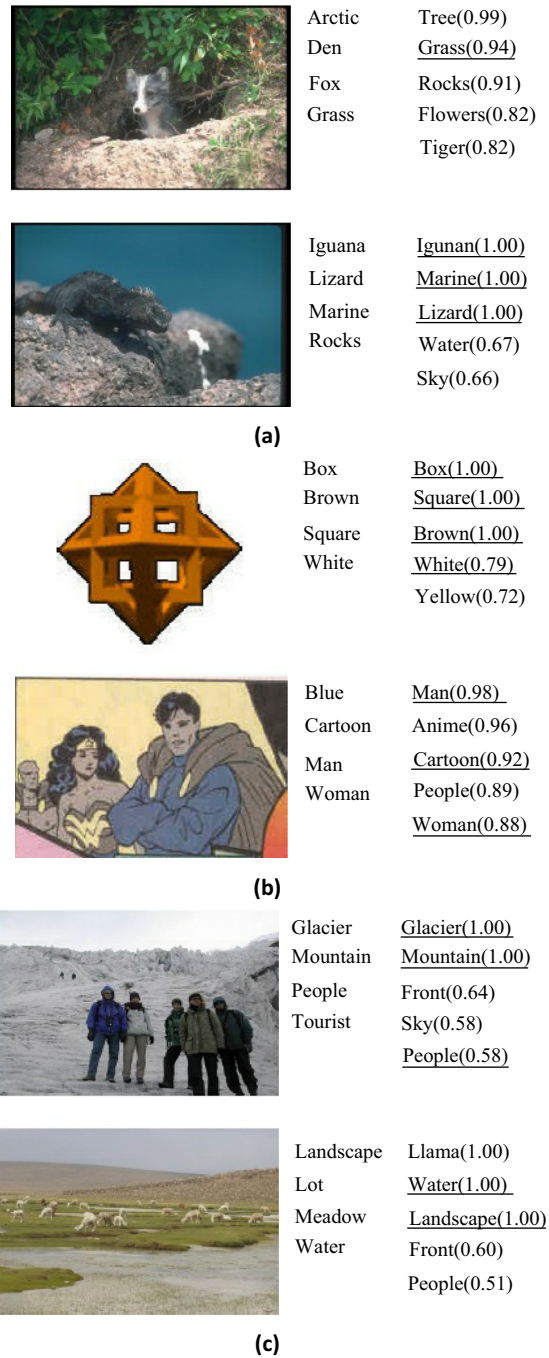 Arctic Tree(0.99)
Den Grass(0.94)
Fox Rocks(0.91)
Grass Flowers(0.82)
Tiger(0.82)
Iguana Igunan(1.00)
Lizard Marine(1.00)
Marine Lizard(1.00)
Rocks Water(0.67)
Sky(0.66)
(a)
Box Box(1.00)
Brown Square(1.00)
Square Brown(1.00)
White White(0.79)
Yellow(0.72)
Blue Man(0.98)
Cartoon Anime(0.96)
Man Cartoon(0.92)
Woman People(0.89)
Woman(0.88)
(b)
Glacier Glacier(1.00)
Mountain Mountain(1.00)
People Front(0.64)
Tourist Sky(0.58)
People(0.58)
Landscape Llama(1.00)
Lot Water(1.00)
Meadow Landscape(1.00)
Water Front(0.60)
People(0.51)
(c)